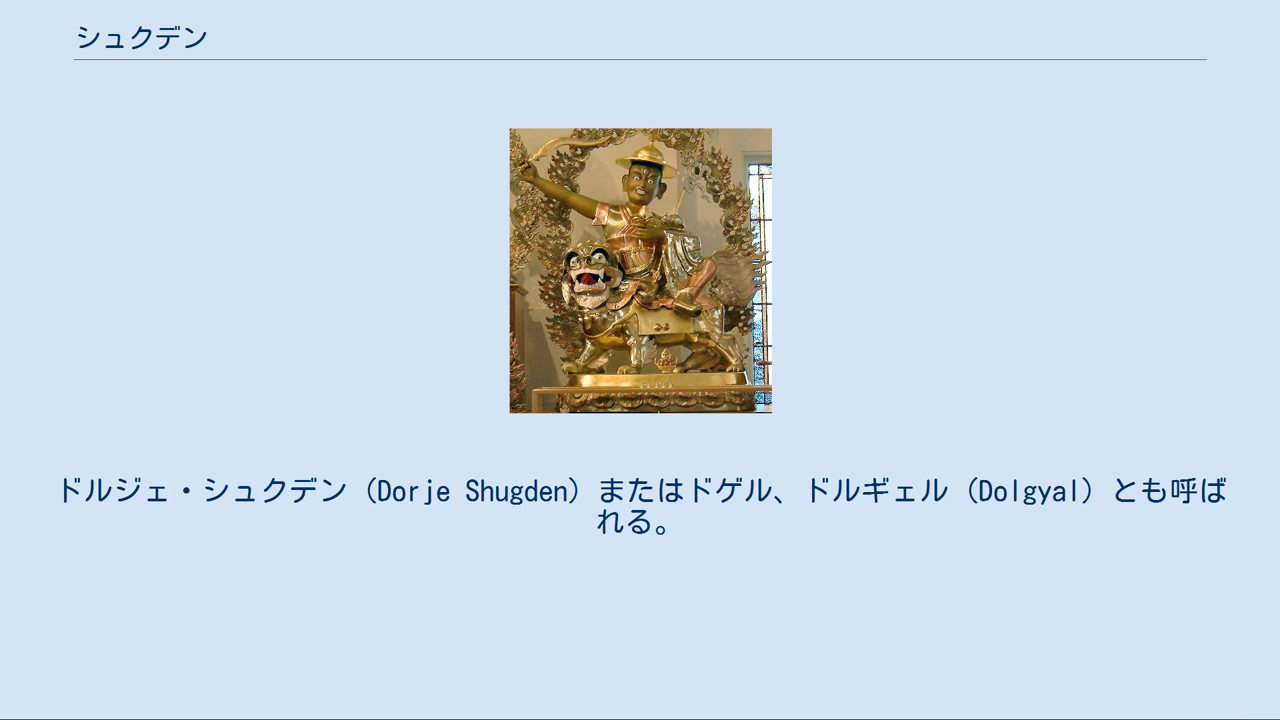 シュクデン
ドルジェ・シュクデン（Dorje Shugden）またはドゲル、ドルギェル（Dolgyal）とも呼ば
れる。